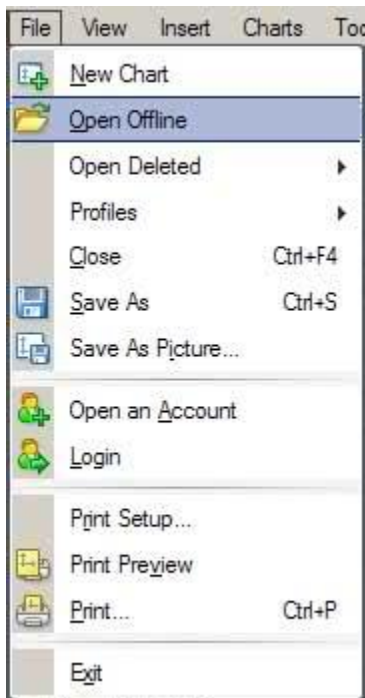 File View Insert Charts
New Chart
Open Offline
Open Deleted
Profiles
Close Ctrl+F4
Save As Ctrl+S
Save As Picture...
Open an Account
Login
Print Setup...
Print Preview
Print... Ctrl+P
Exit